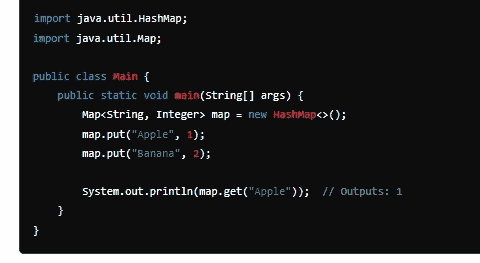 import java.util.HashMap;
import java.util.Map;
public class Main {
public static void main(String[] args) {
Map<String, Integer> map = new HashMap<>();
map.put("Apple", 1);
map.put("Banana", 2);
System.out.println(map.get("Apple")); // Outputs: 1
}
}